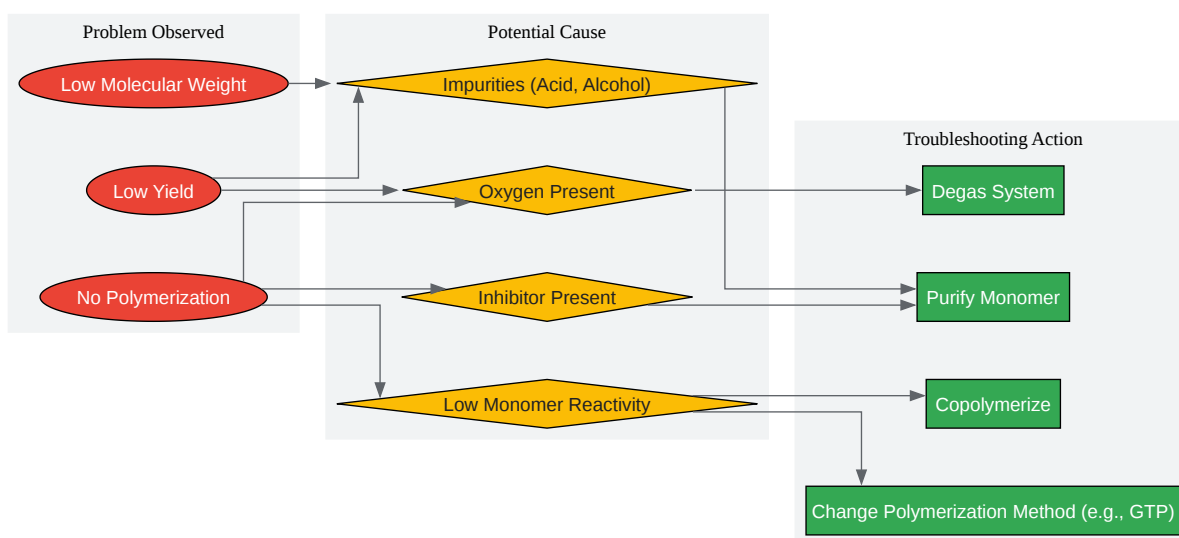 Problem Observed
Low Molecular Weight
Low Yield
No Polymerization
Potential Cause
Impurities (Acid, Alcohol)
Oxygen Present
Inhibitor Present
Low Monomer Reactivity
Troubleshooting Action
Degas System
Purify Monomer
Copolymerize
Change Polymerization Method (e.g., GTP)